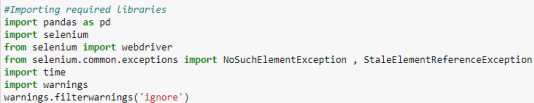 #Importing required libraries
import pandas as pd
import selenium
from selenium import webdriver
from selenium.common.exceptions import NoSuchElementException , StaleElementReferenceException
import time
import warnings
warnings.filterwarnings('ignore')